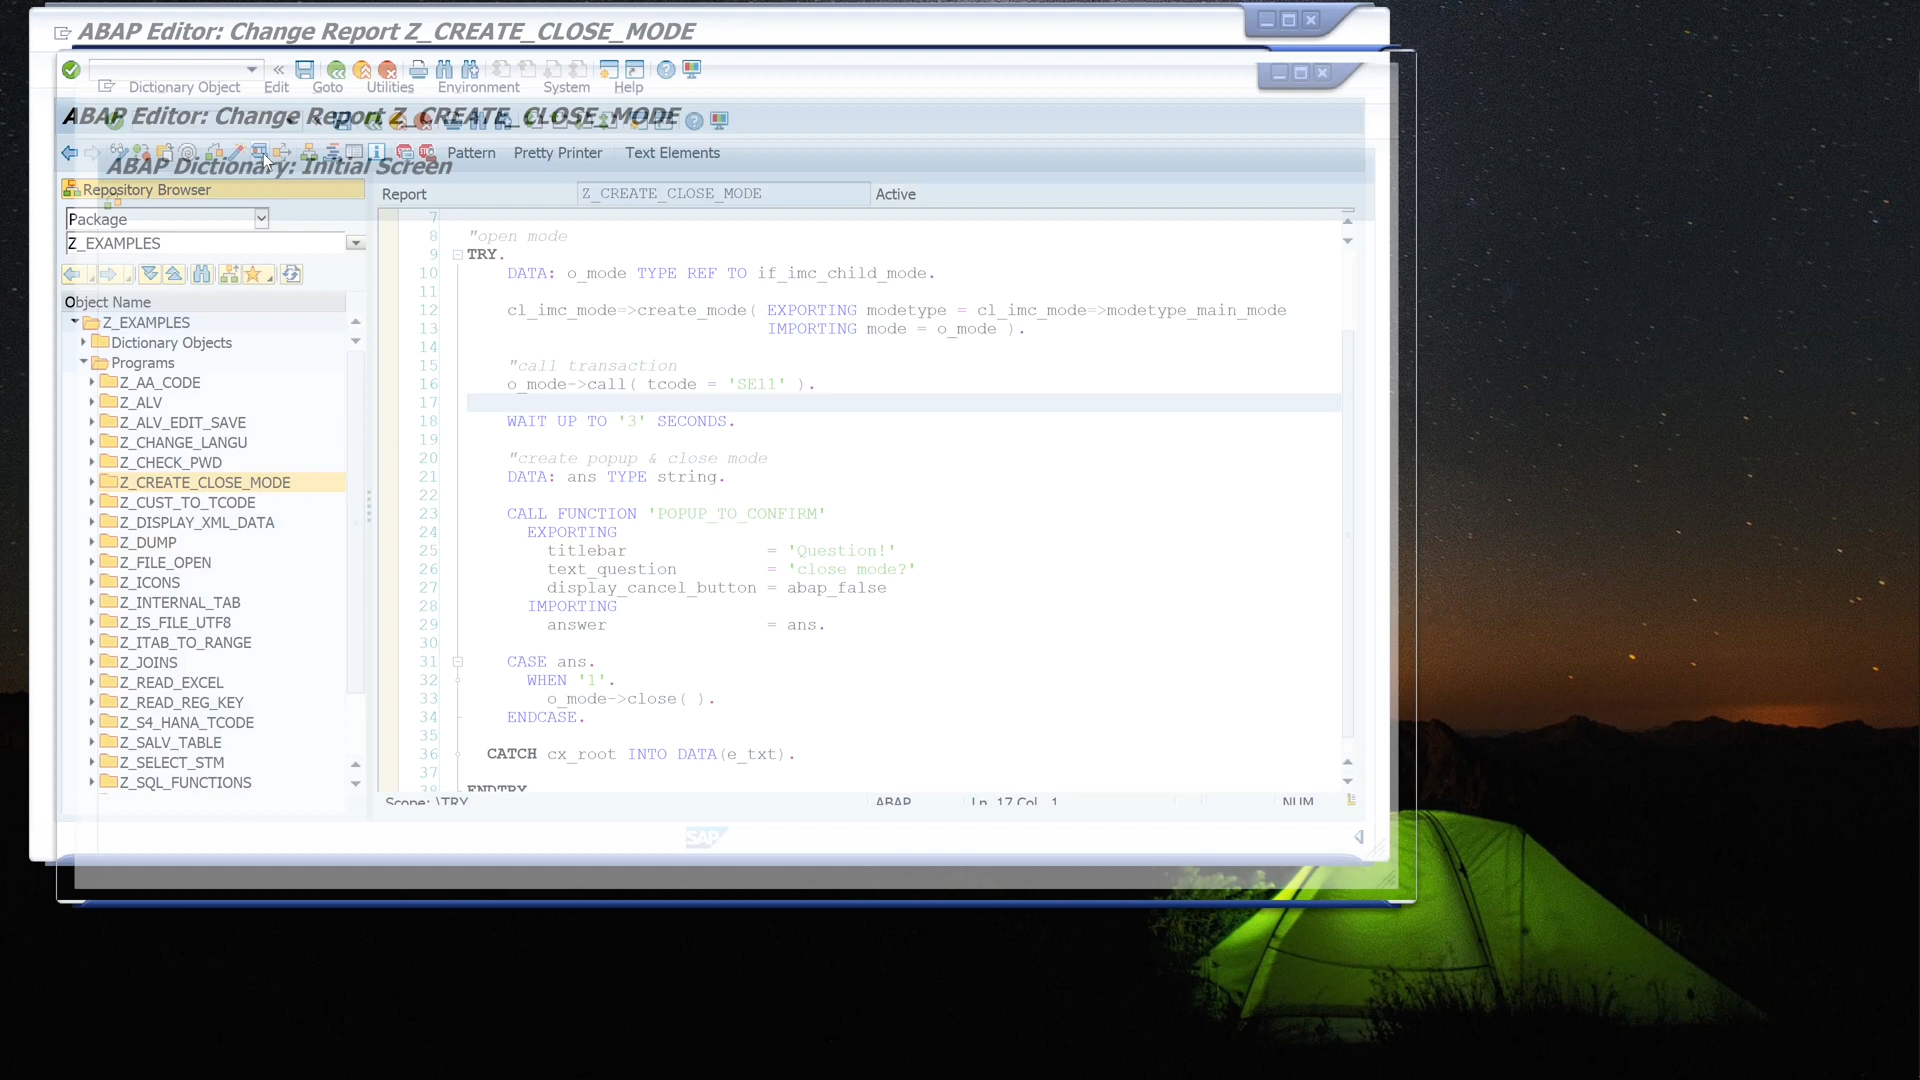 ABAP Editor: Change Report Z_CREATE_CLOSE_MODE
Dictionary Object Edit Goto Utilities Environment System Help
ABAP Editor: Change Report Z_CREATE_CLOSE_MODE
Pattern Pretty Printer Text Elements
ABAP Dictionary: Initial Screen
Repository Browser
Report Z_CREATE_CLOSE_MODE Active
Package
Z_EXAMPLES
Object Name
Z_EXAMPLES
Dictionary Objects
Programs
Z_AA_CODE
Z_ALV
Z_ALV_EDIT_SAVE
Z_CHANGE_LANGU
Z_CHECK_PWD
Z_CREATE_CLOSE_MODE
Z_CUST_TO_TCODE
Z_DISPLAY_XML_DATA
Z_DUMP
Z_FILE_OPEN
Z_ICONS
Z_INTERNAL_TAB
Z_IS_FILE_UTF8
Z_ITAB_TO_RANGE
Z_JOINS
Z_READ_EXCEL
Z_READ_REG_KEY
Z_S4_HANA_TCODE
Z_SALV_TABLE
Z_SELECT_STM
Z_SQL_FUNCTIONS
7
8 "open mode
9 TRY.
10 DATA: o_mode TYPE REF TO if_imc_child_mode.
11
12 cl_imc_mode=>create_mode( EXPORTING modetype = cl_imc_mode=>modetype_main_mode
13 IMPORTING mode = o_mode ).
14
15 "call transaction
16 o_mode->call( tcode = 'SE11' ).
17
18 WAIT UP TO '3' SECONDS.
19
20 "create popup & close mode
21 DATA: ans TYPE string.
22
23 CALL FUNCTION 'POPUP_TO_CONFIRM'
24 EXPORTING
25 titlebar = 'Question!'
26 text_question = 'close mode?'
27 display_cancel_button = abap_false
28 IMPORTING
29 answer = ans.
30
31 CASE ans.
32 WHEN '1'.
33 o_mode->close( ).
34 ENDCASE.
35
36 CATCH cx_root INTO DATA(e_txt).
37
38 ENDTRY
Scope: \TRY ABAP Ln 17 Col 1 NUM
SAP